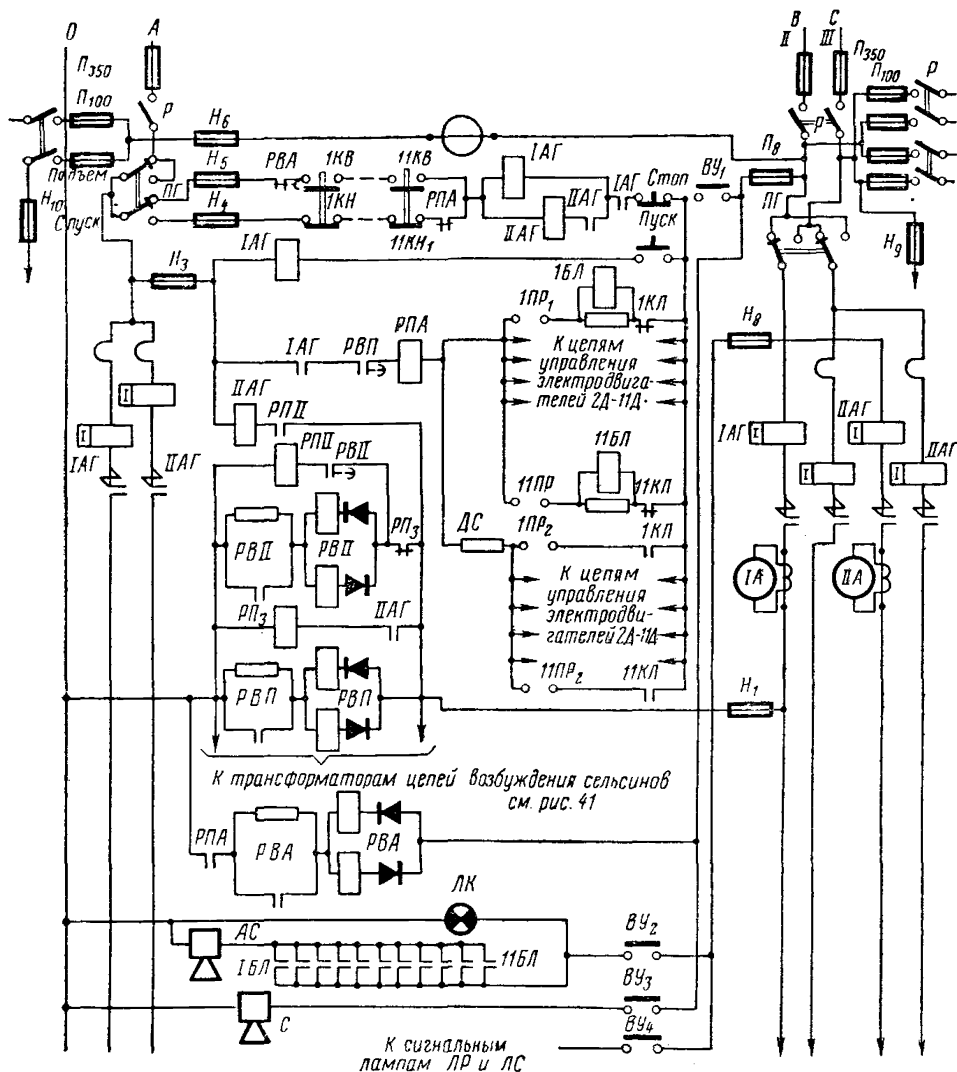 О
А
В
С
II
III
П350
П100
Р
Н6
П350
П100
Р
Р
Н5
РВА
1КВ
11КВ
IАГ
П8
ВУ1
Подъем
ПГ
Н10
Спуск
Н4
1КН
11КН1
РПА
IIАГ
IIАГ
IАГ
Стоп
Пуск
ПГ
Н9
IАГ
Н3
1БЛ
1ПР1
1КЛ
Н8
IАГ
РВП
РПА
К цепям
управления
электродвига-
телей 2Д-11Д
IIАГ
РПII
РПII
РВII
I
I
IАГ
IIАГ
11БЛ
11ПР
11КЛ
IАГ
I
IIАГ
I
I
I
IIАГ
РВII
РВII
РП3
ДС
1ПР2
1КЛ
IА
IIА
РП3
IIАГ
К цепям
управления
электродви-
гателей 2Д-11Д
11ПР2
11КЛ
РВП
РВП
Н1
К трансформаторам цепей возбуждения сельсинов
см. рис. 41
РПА
РВА
РВА
ЛК
АС
IБЛ
11БЛ
ВУ2
ВУ3
С
ВУ4
К сигнальным
лампам ЛР и ЛС